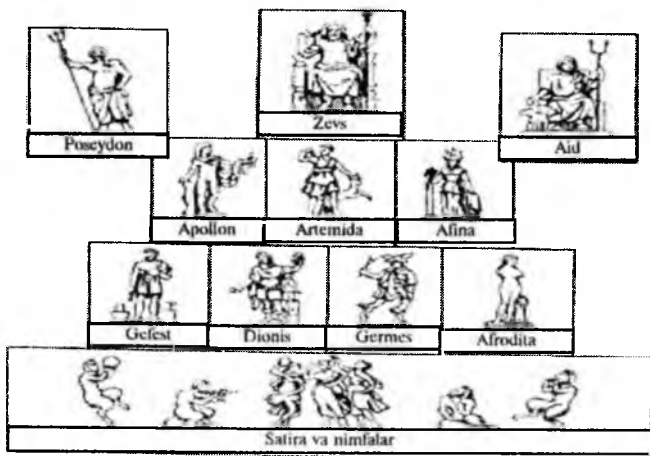 Zevs
Poseydon
Aid
Apollon
Artemida
Afina
Gefest
Dionis
Germes
Afrodita
Satira va nimfalar